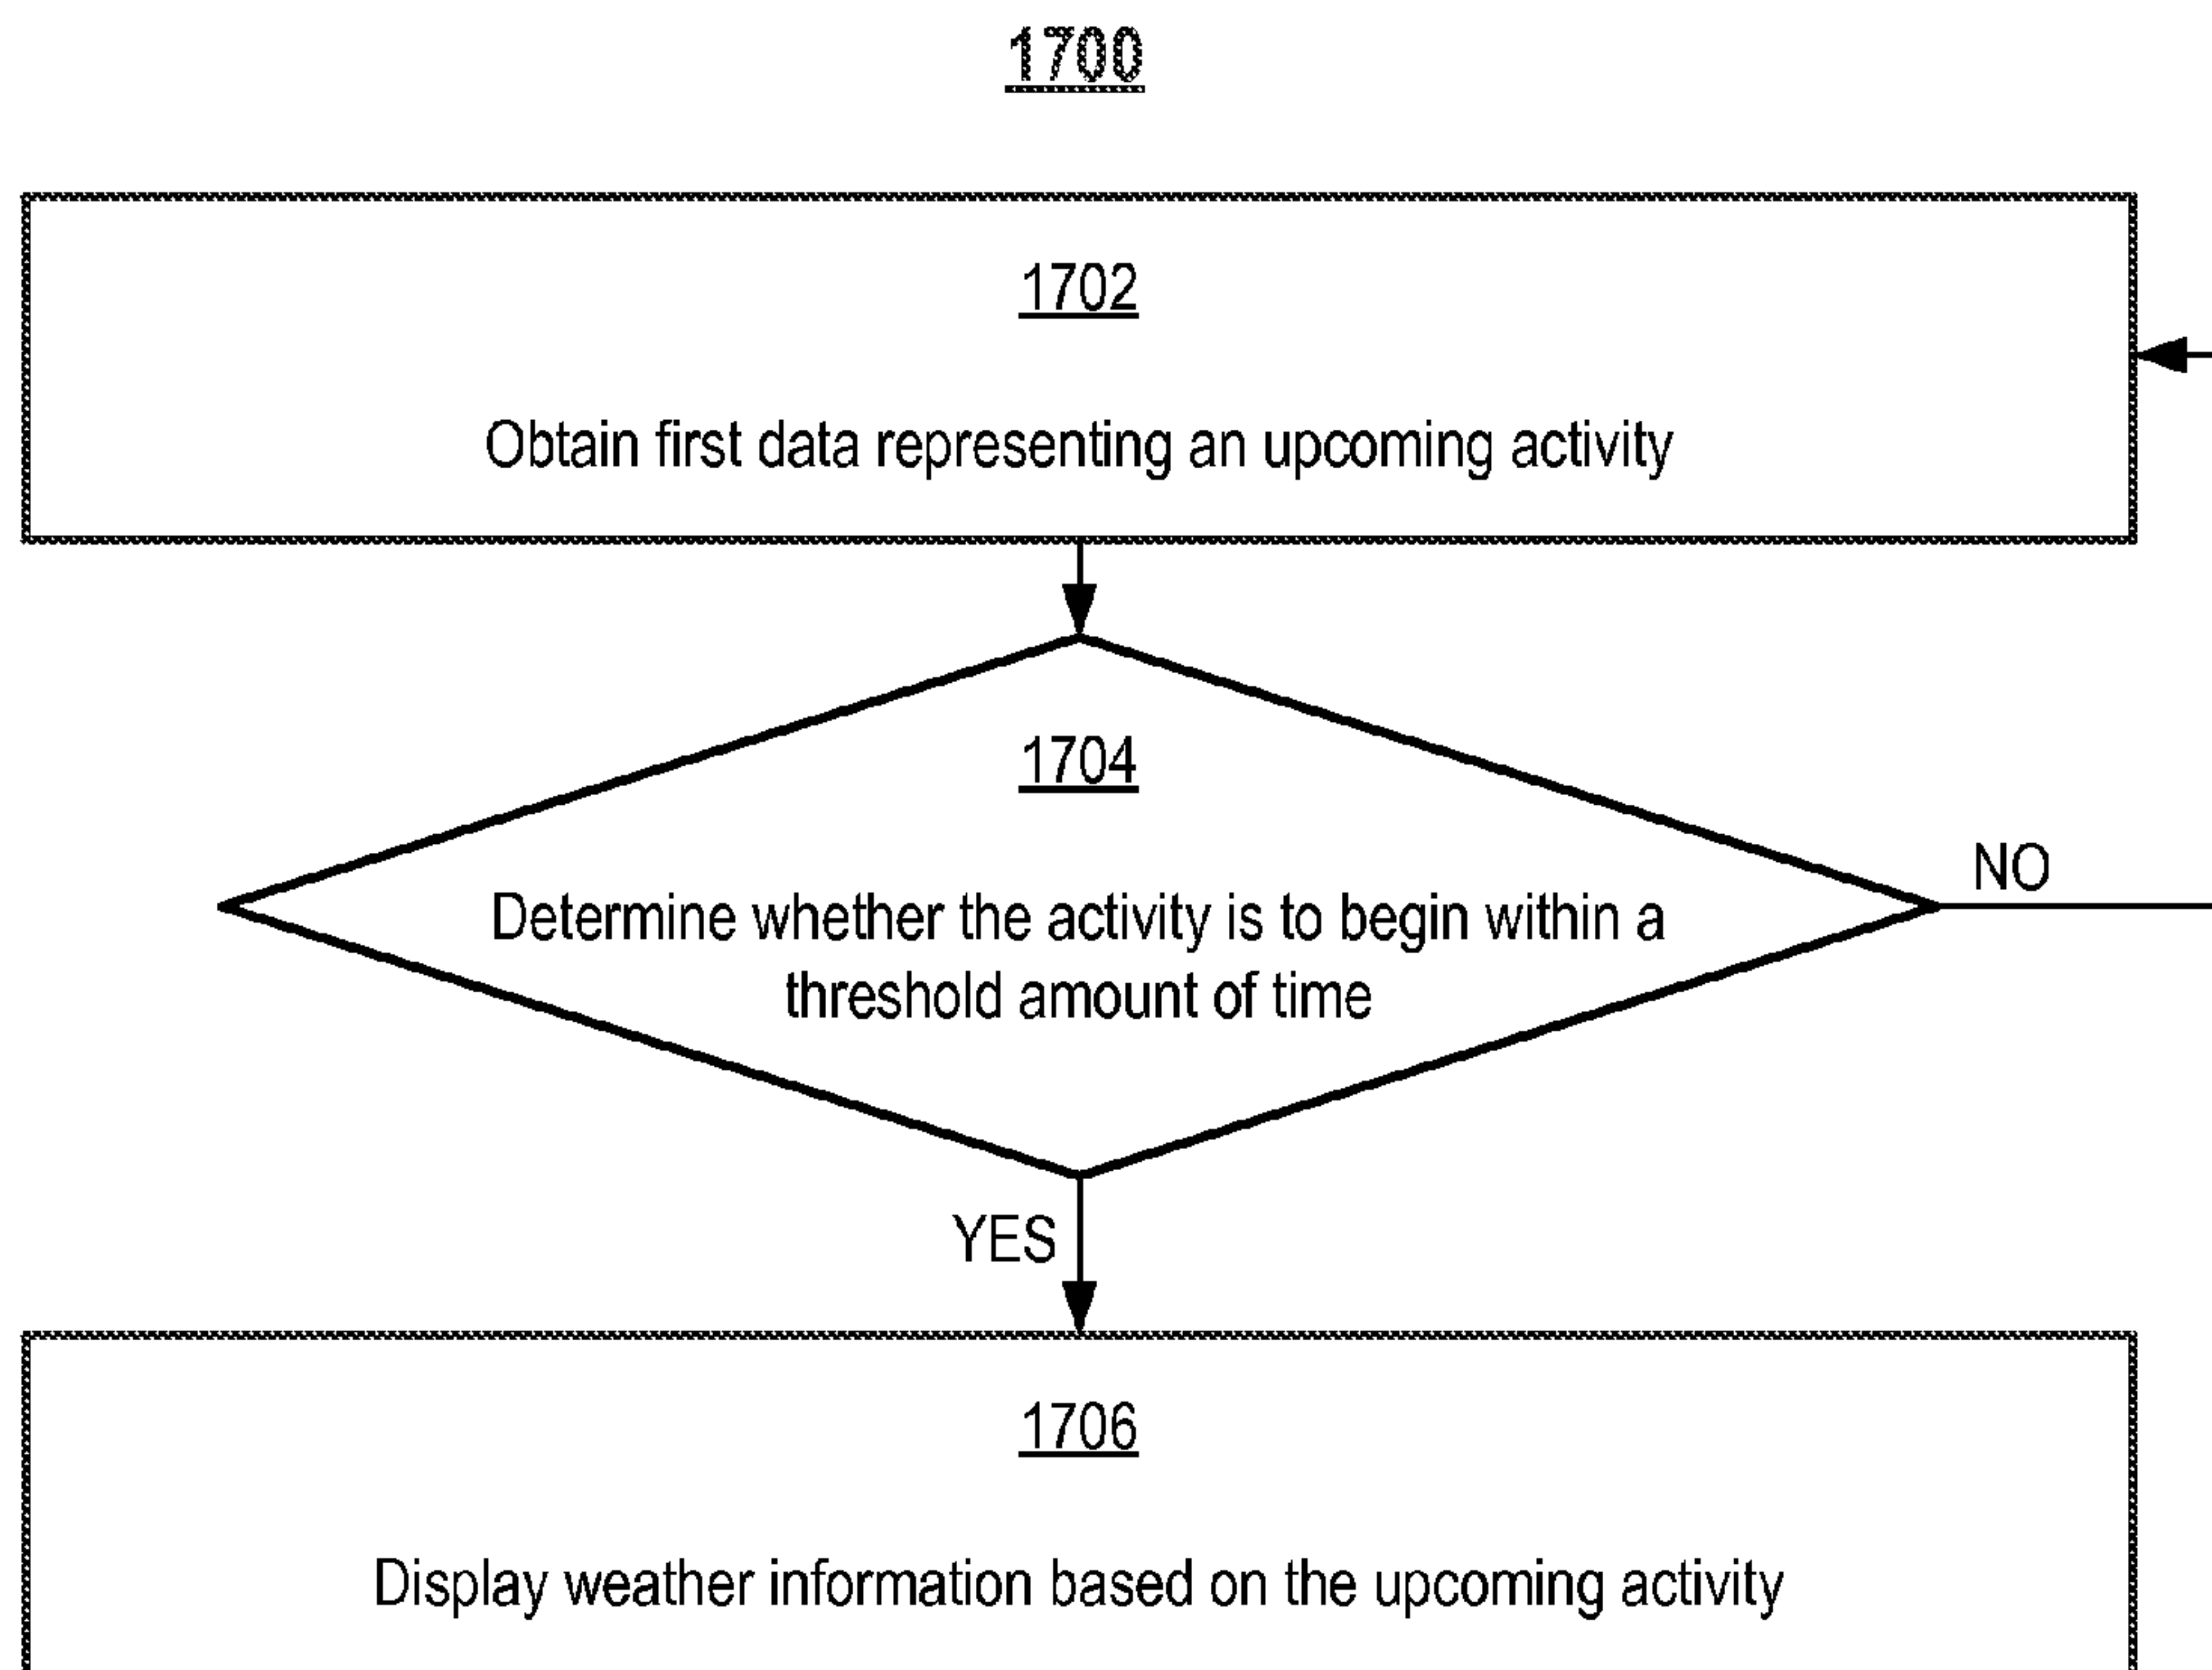 1700
1702
Obtain first data representing an upcoming activity
1704
Determine whether the activity is to begin within a
threshold amount of time
NO
YES
1706
Display weather information based on the upcoming activity